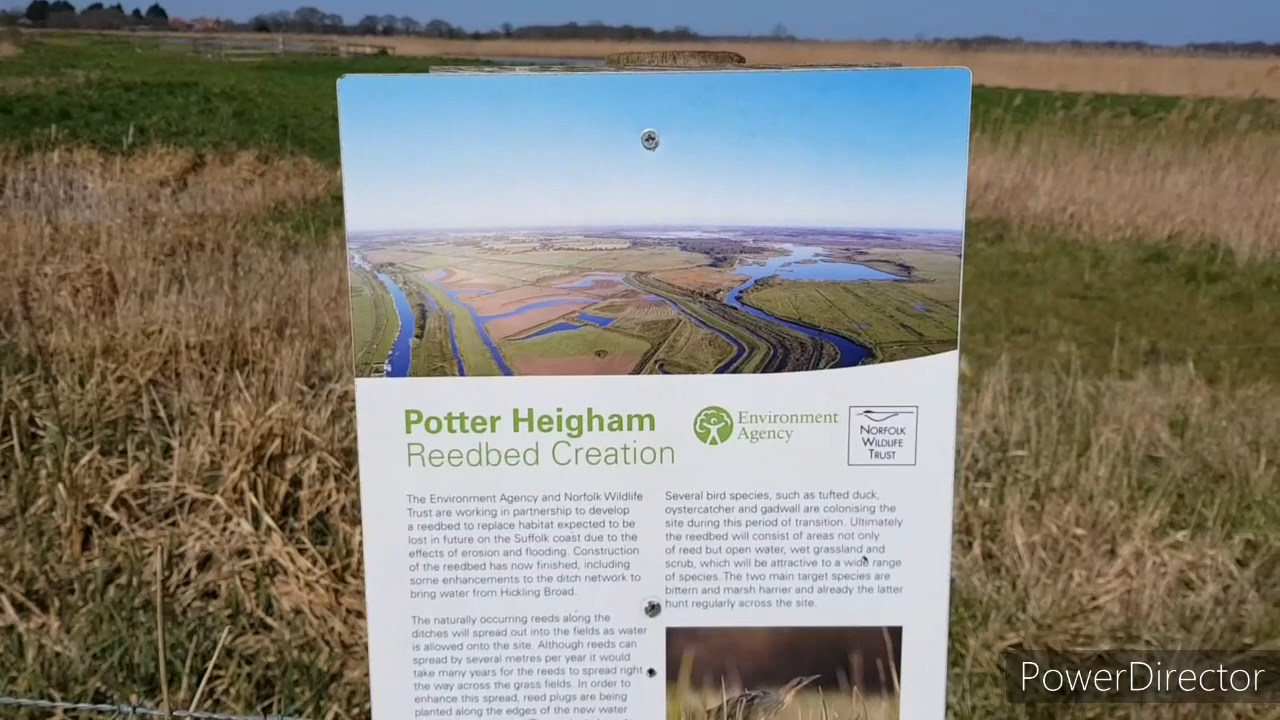 Potter Heigham
Reedbed Creation
Environment
Agency
NORFOLK
WILDLIFE
TRUST
The Environment Agency and Norfolk Wildlife
Trust are working in partnership to develop
a reedbed to replace habitat expected to be
lost in future on the Suffolk coast due to the
effects of erosion and flooding. Construction
of the reedbed has now finished, including
some enhancements to the ditch network to
bring water from Hickling Broad.
The naturally occurring reeds along the
ditches will spread out into the fields as water
is allowed onto the site. Although reeds can
spread by several metres per year it would
take many years for the reeds to spread right
the way across the grass fields. In order to
enhance this spread, reed plugs are being
planted along the edges of the new water
Several bird species, such as tufted duck,
oystercatcher and gadwall are colonising the
site during this period of transition. Ultimately
the reedbed will consist of areas not only
of reed but open water, wet grassland and
scrub, which will be attractive to a wide range
of species. The two main target species are
bittern and marsh harrier and already the latter
hunt regularly across the site.
PowerDirector